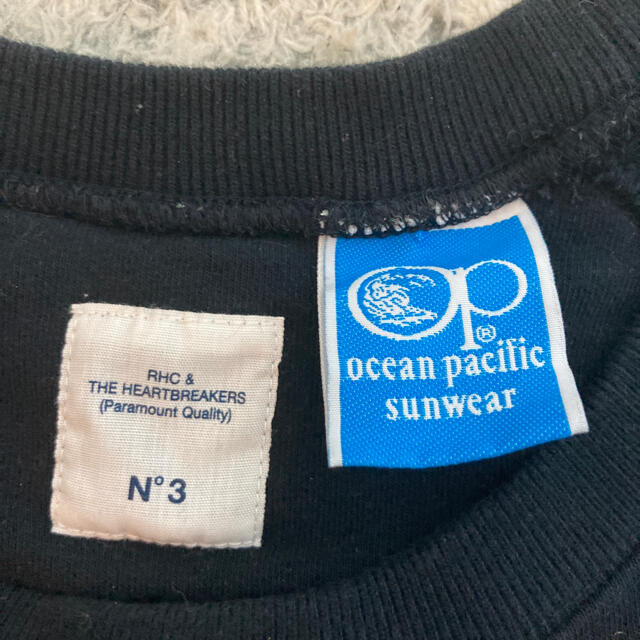 RHC &
THE HEARTBREAKERS
(Paramount Quality)
N°3
op®
ocean pacific
sunwear